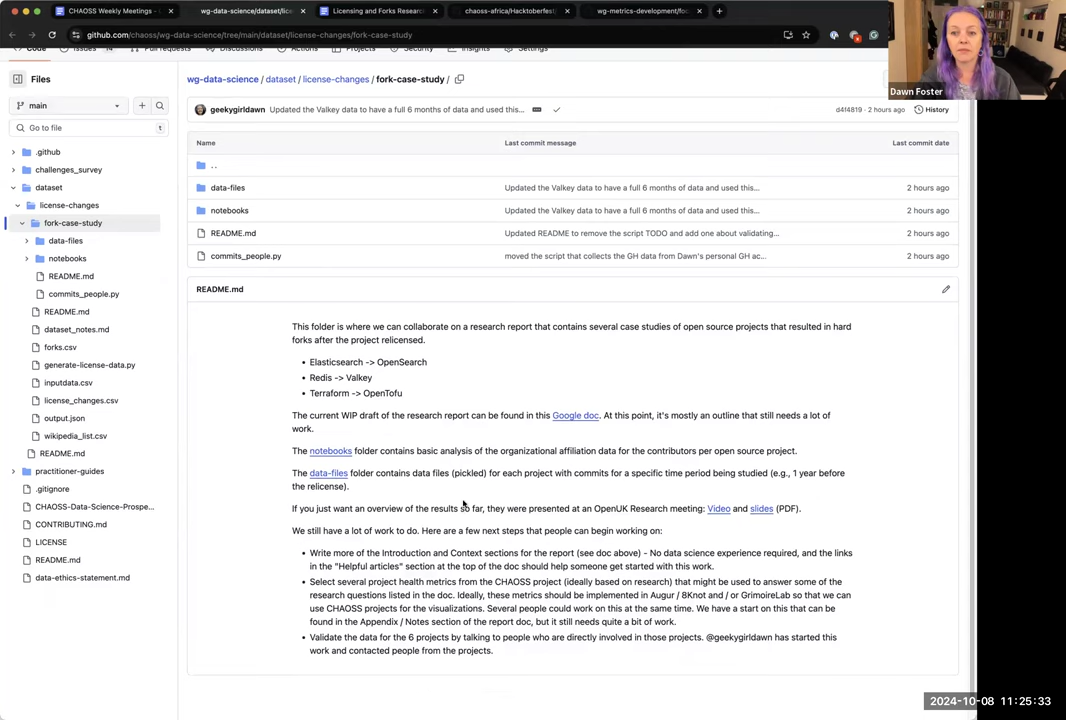 CHAOSS Weekly Meetings -
wg-data-science/dataset/lice
Licensing and Forks Research
chaoss-africa/Hacktoberfest
wg-metrics-development/fo
github.com/chaoss/wg-data-science/tree/main/dataset/license-changes/fork-case-study
Dawn Foster
Code Issues Pull requests Discussions Actions Projects Security Insights Settings
Files
main
Go to file
t
.github
challenges_survey
dataset
license-changes
fork-case-study
data-files
notebooks
README.md
commits_people.py
README.md
dataset_notes.md
forks.csv
generate-license-data.py
inputdata.csv
license_changes.csv
output.json
wikipedia_list.csv
README.md
practitioner-guides
.gitignore
CHAOSS-Data-Science-Prospe...
CONTRIBUTING.md
LICENSE
README.md
data-ethics-statement.md
wg-data-science / dataset / license-changes / fork-case-study /
geekygirldawn Updated the Valkey data to have a full 6 months of data and used this... d4f4819 · 2 hours ago History
Name Last commit message Last commit date
..
data-files Updated the Valkey data to have a full 6 months of data and used this... 2 hours ago
notebooks Updated the Valkey data to have a full 6 months of data and used this... 2 hours ago
README.md Updated README to remove the script TODO and add one about validating... 2 hours ago
commits_people.py moved the script that collects the GH data from Dawn's personal GH ac... 2 hours ago
README.md
This folder is where we can collaborate on a research report that contains several case studies of open source projects that resulted in hard
forks after the project relicensed.
• Elasticsearch -> OpenSearch
• Redis -> Valkey
• Terraform -> OpenTofu
The current WIP draft of the research report can be found in this Google doc. At this point, it's mostly an outline that still needs a lot of
work.
The notebooks folder contains basic analysis of the organizational affiliation data for the contributors per open source project.
The data-files folder contains data files (pickled) for each project with commits for a specific time period being studied (e.g., 1 year before
the relicense).
If you just want an overview of the results so far, they were presented at an OpenUK Research meeting: Video and slides (PDF).
We still have a lot of work to do. Here are a few next steps that people can begin working on:
• Write more of the Introduction and Context sections for the report (see doc above) - No data science experience required, and the links
in the "Helpful articles" section at the top of the doc should help someone get started with this work.
• Select several project health metrics from the CHAOSS project (ideally based on research) that might be used to answer some of the
research questions listed in the doc. Ideally, these metrics should be implemented in Augur / 8Knot and / or GrimoireLab so that we can
use CHAOSS projects for the visualizations. Several people could work on this at the same time. We have a start on this that can be
found in the Appendix / Notes section of the report doc, but it still needs quite a bit of work.
• Validate the data for the 6 projects by talking to people who are directly involved in those projects. @geekygirldawn has started this
work and contacted people from the projects.
2024-10-08 11:25:33